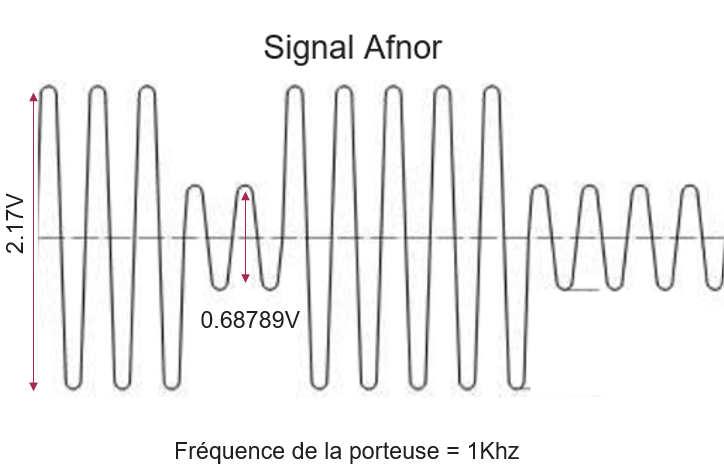 Signal Afnor
2.17V
0.68789V
Fréquence de la porteuse = 1Khz